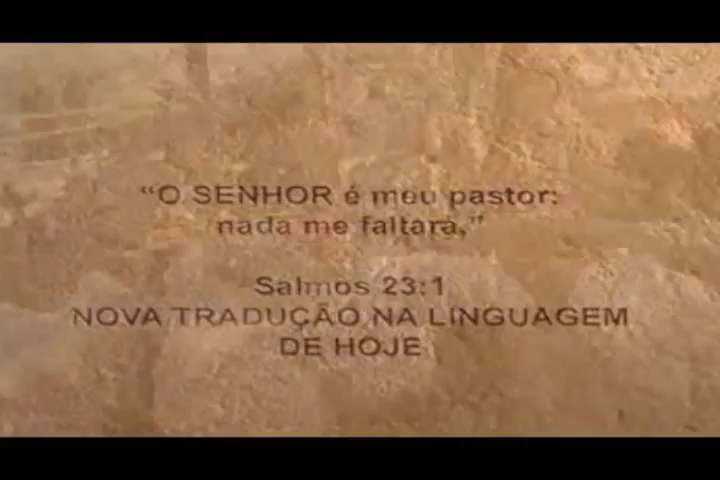 “O SENHOR é meu pastor:
nada me faltará,”
Salmos 23:1
NOVA TRADUÇÃO NA LINGUAGEM
DE HOJE